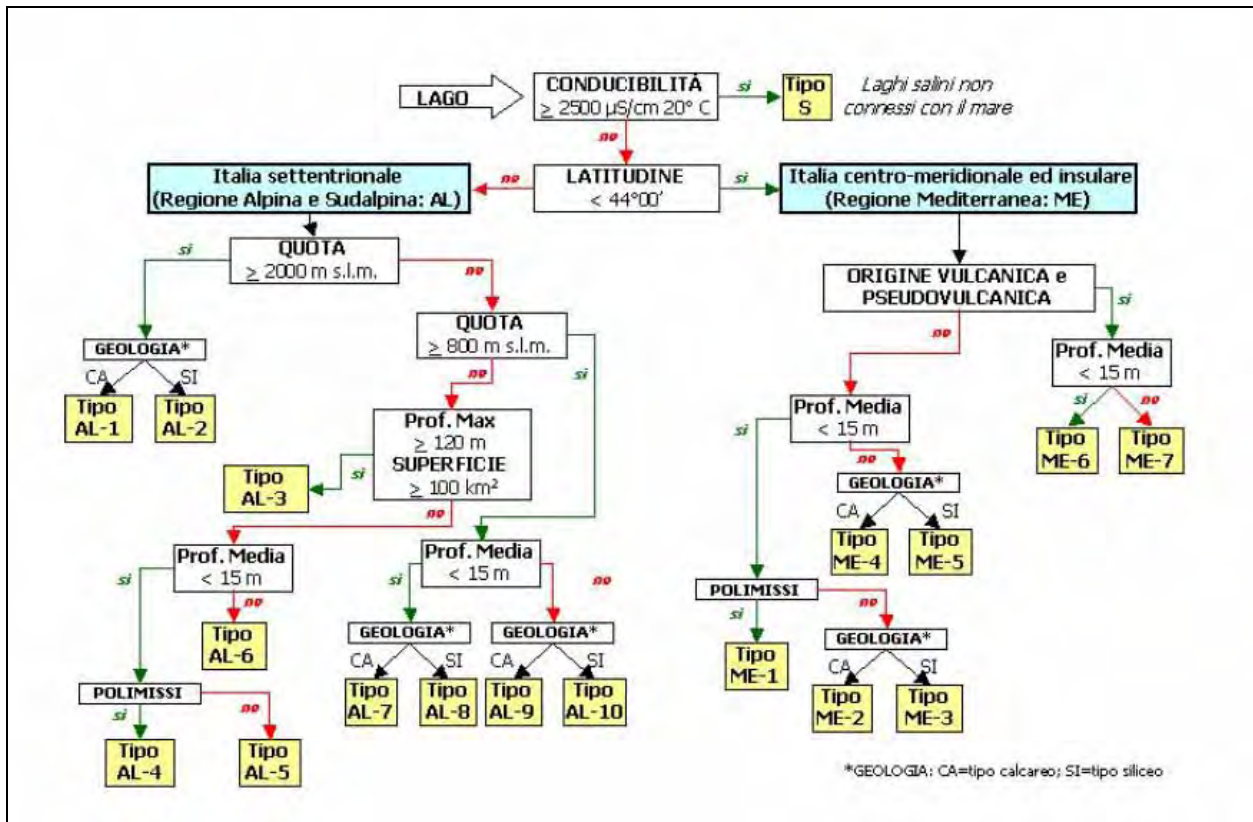 LAGO
CONDUCIBILITÁ
≥ 2500 µS/cm 20° C
si
Tipo
S
Laghi salini non
connessi con il mare
no
Italia settentrionale
(Regione Alpina e Sudalpina: AL)
no
LATITUDINE
< 44°00'
si
Italia centro-meridionale ed insulare
(Regione Mediterranea: ME)
si
QUOTA
≥ 2000 m s.l.m.
no
ORIGINE VULCANICA e
PSEUDOVULCANICA
si
no
QUOTA
≥ 800 m s.l.m.
si
no
GEOLOGIA*
CA
SI
Tipo
AL-1
Tipo
AL-2
Prof. Media
< 15 m
si
no
Tipo
ME-6
Tipo
ME-7
Prof. Max
≥ 120 m
SUPERFICIE
≥ 100 km²
si
no
Tipo
AL-3
Prof. Media
< 15 m
si
no
GEOLOGIA*
CA
SI
Tipo
ME-4
Tipo
ME-5
Prof. Media
< 15 m
si
no
Tipo
AL-6
Prof. Media
< 15 m
si
no
GEOLOGIA*
CA
SI
GEOLOGIA*
CA
SI
Tipo
AL-7
Tipo
AL-8
Tipo
AL-9
Tipo
AL-10
POLIMISSI
si
no
Tipo
ME-1
GEOLOGIA*
CA
SI
Tipo
ME-2
Tipo
ME-3
POLIMISSI
si
no
Tipo
AL-4
Tipo
AL-5
*GEOLOGIA: CA=tipo calcareo; SI=tipo siliceo